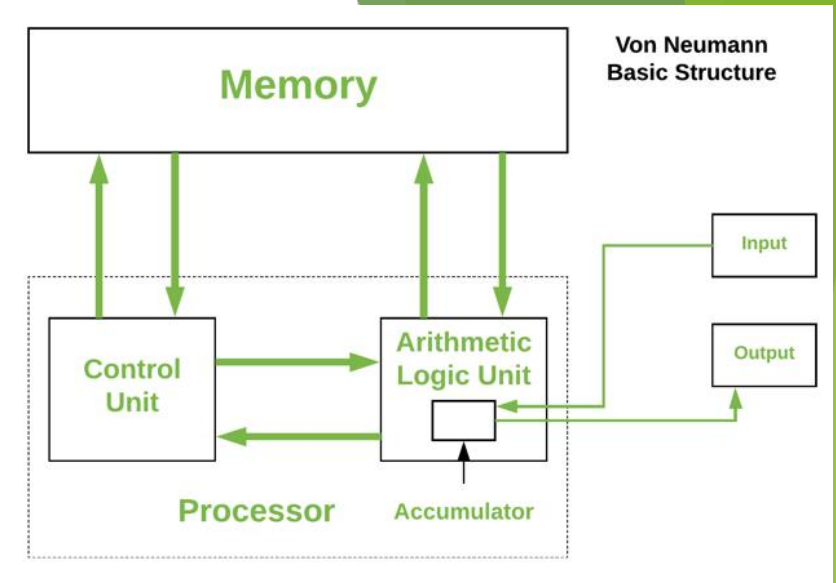 Von Neumann
Basic Structure
Memory
Input
Output
Control
Unit
Arithmetic
Logic Unit
Processor
Accumulator